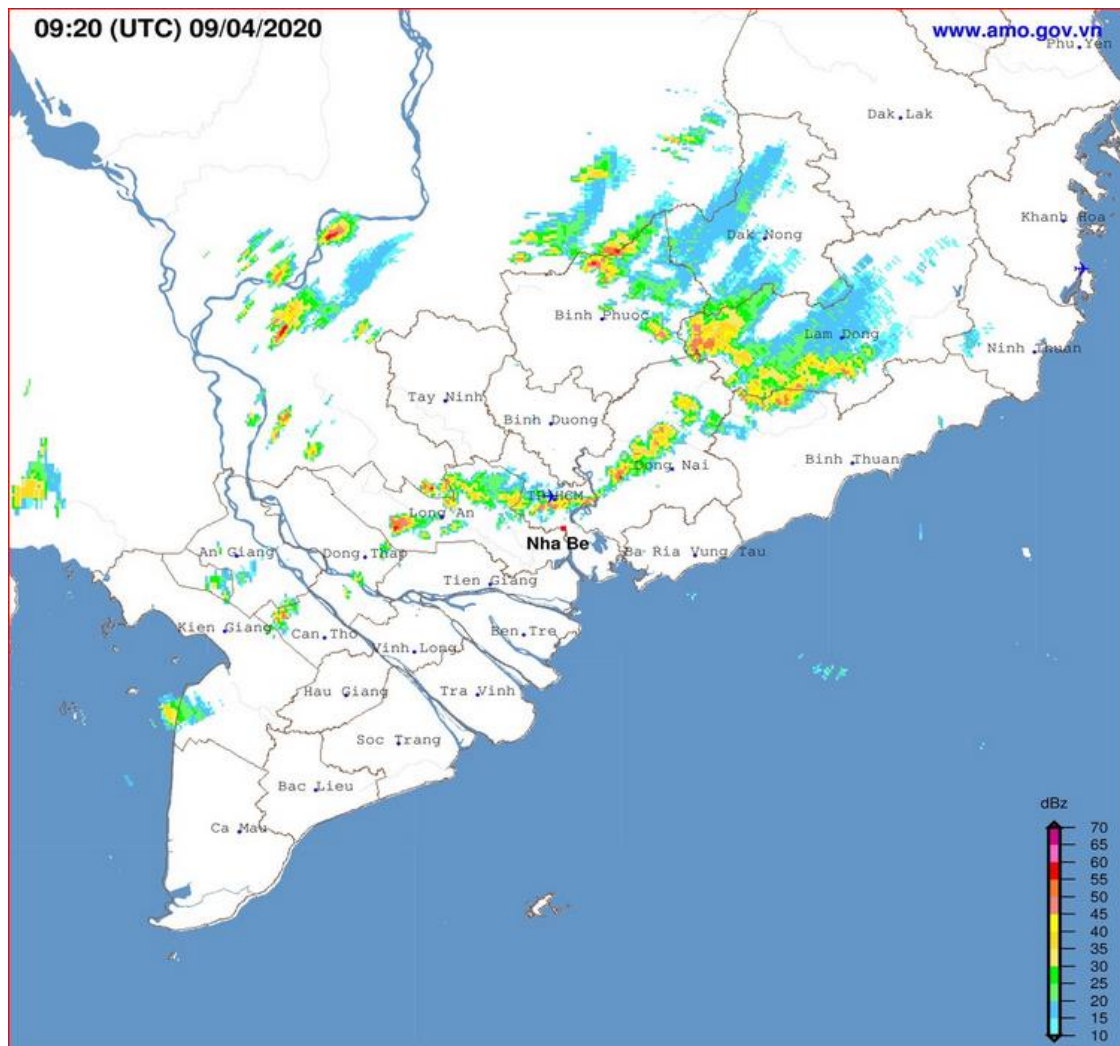 09:20 (UTC) 09/04/2020
www.amo.gov.vn
Phu Yen
Dak Lak
Khanh Hoa
Dak Nong
Binh Phuoc
Lam Dong
Ninh Thuan
Tay Ninh
Binh Duong
Binh Thuan
Dong Nai
TP HCM
Long An
Nha Be
Ba Ria Vung Tau
An Giang
Dong Thap
Tien Giang
Kien Giang
Can Tho
Vinh Long
Ben Tre
Hau Giang
Tra Vinh
Soc Trang
Bac Lieu
Ca Mau
dBz
70
65
60
55
50
45
40
35
30
25
20
15
10